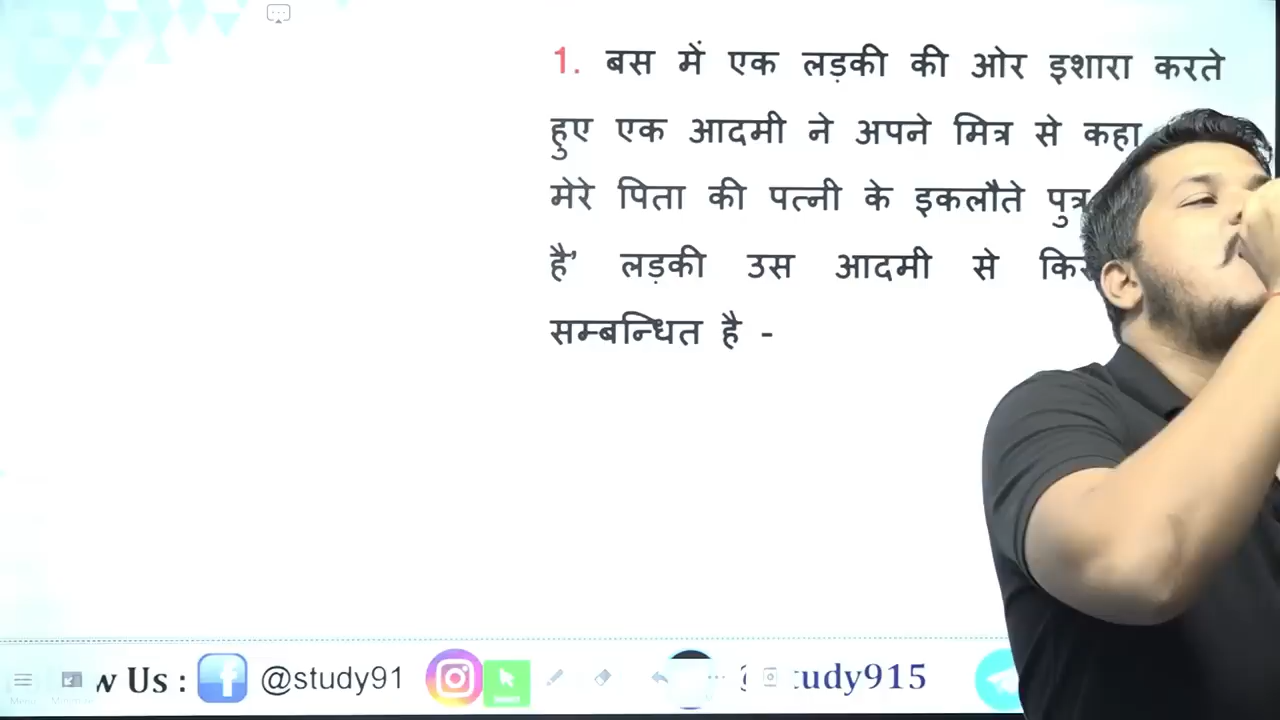 1. बस में एक लड़की की ओर इशारा करते
हुए एक आदमी ने अपने मित्र से कहा
मेरे पिता की पत्नी के इकलौते पुत्र
है’ लड़की उस आदमी से
सम्बन्धित है -
Us : @study91 tudy915